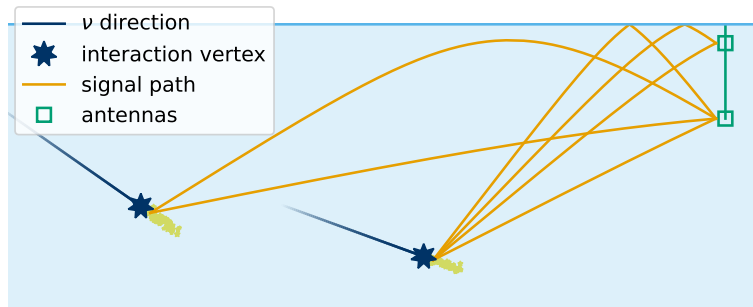 ν direction
interaction vertex
signal path
antennas